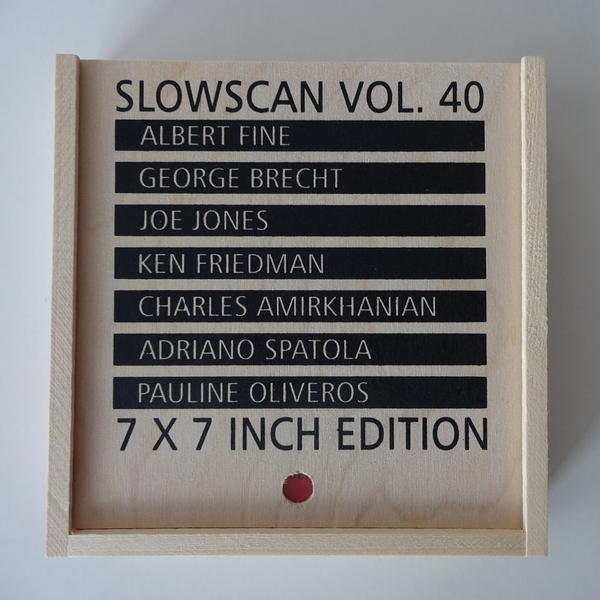 SLOWSCAN VOL. 40
ALBERT FINE
GEORGE BRECHT
JOE JONES
KEN FRIEDMAN
CHARLES AMIRKHANIAN
ADRIANO SPATOLA
PAULINE OLIVEROS
7 X 7 INCH EDITION